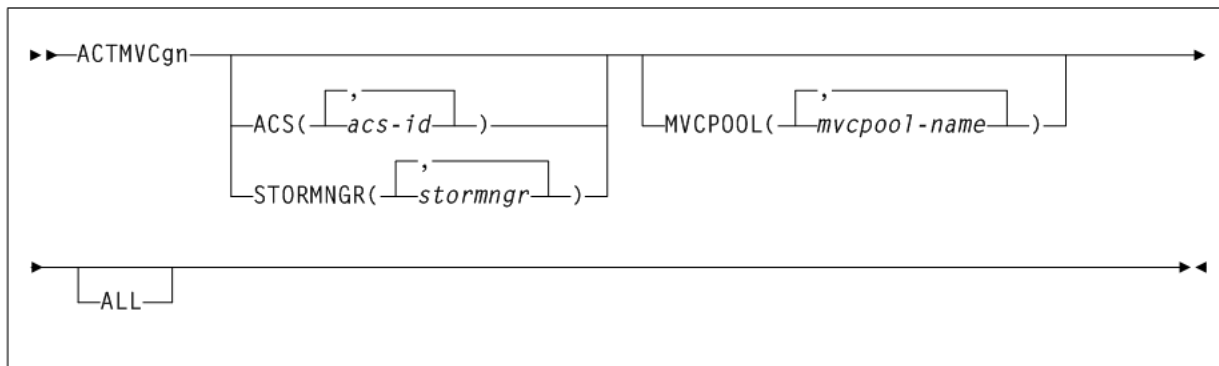 ACTMVCgn
,
ACS(acs-id)
,
STORMNGR(stormngr)
,
MVCPOOL(mvcpool-name)
ALL